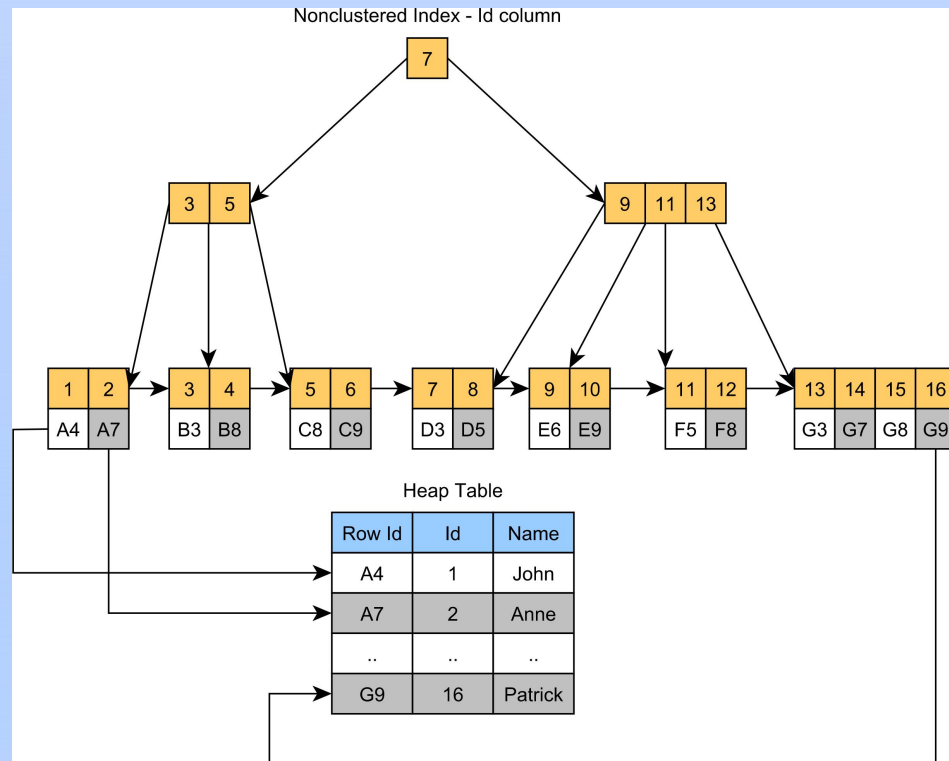 Nonclustered Index - Id column
7
3 5
9 11 13
1 2 3 4 5 6 7 8 9 10 11 12 13 14 15 16
A4 A7 B3 B8 C8 C9 D3 D5 E6 E9 F5 F8 G3 G7 G8 G9
Heap Table
Row Id Id Name
A4 1 John
A7 2 Anne
.. .. ..
G9 16 Patrick